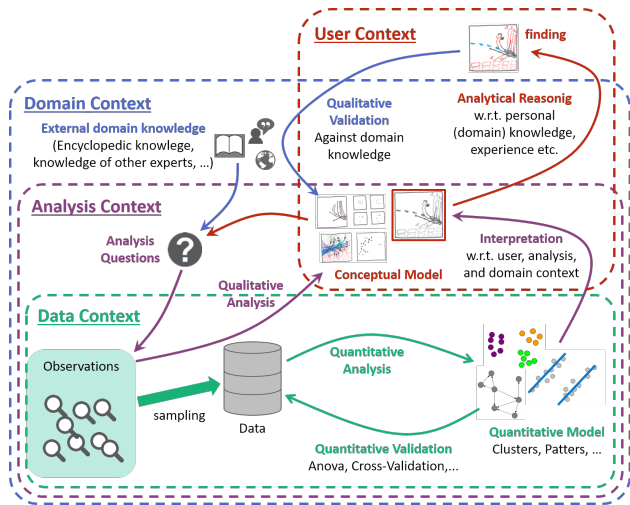 User Context
finding
Domain Context
External domain knowledge
(Encyclopedic knowlege,
knowledge of other experts, ...)
Qualitative
Validation
Against domain
knowledge
Analytical Reasonig
w.r.t. personal
(domain) knowledge,
experience etc.
Analysis Context
Analysis
Questions
?
Qualitative
Analysis
Conceptual Model
Interpretation
w.r.t. user, analysis,
and domain context
Data Context
Observations
sampling
Data
Quantitative
Analysis
Quantitative Validation
Anova, Cross-Validation,...
Quantitative Model
Clusters, Patters, ...